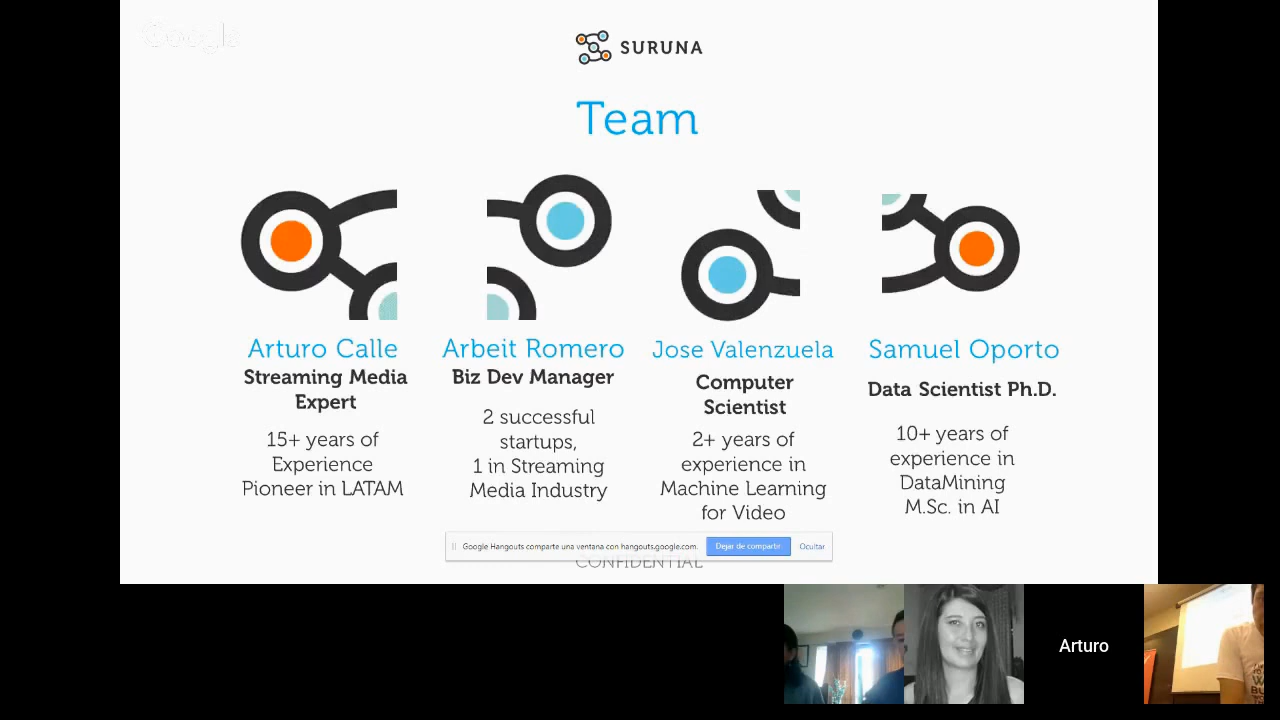 Google
SURUNA
Team
Arturo Calle
Streaming Media
Expert
15+ years of
Experience
Pioneer in LATAM
Arbeit Romero
Biz Dev Manager
2 successful
startups,
1 in Streaming
Media Industry
Jose Valenzuela
Computer
Scientist
2+ years of
experience in
Machine Learning
for Video
Samuel Oporto
Data Scientist Ph.D.
10+ years of
experience in
DataMining
M.Sc. in AI
Google Hangouts comparte una ventana con hangouts.google.com.
Dejar de compartir
Ocultar
CONFIDENTIAL
Arturo